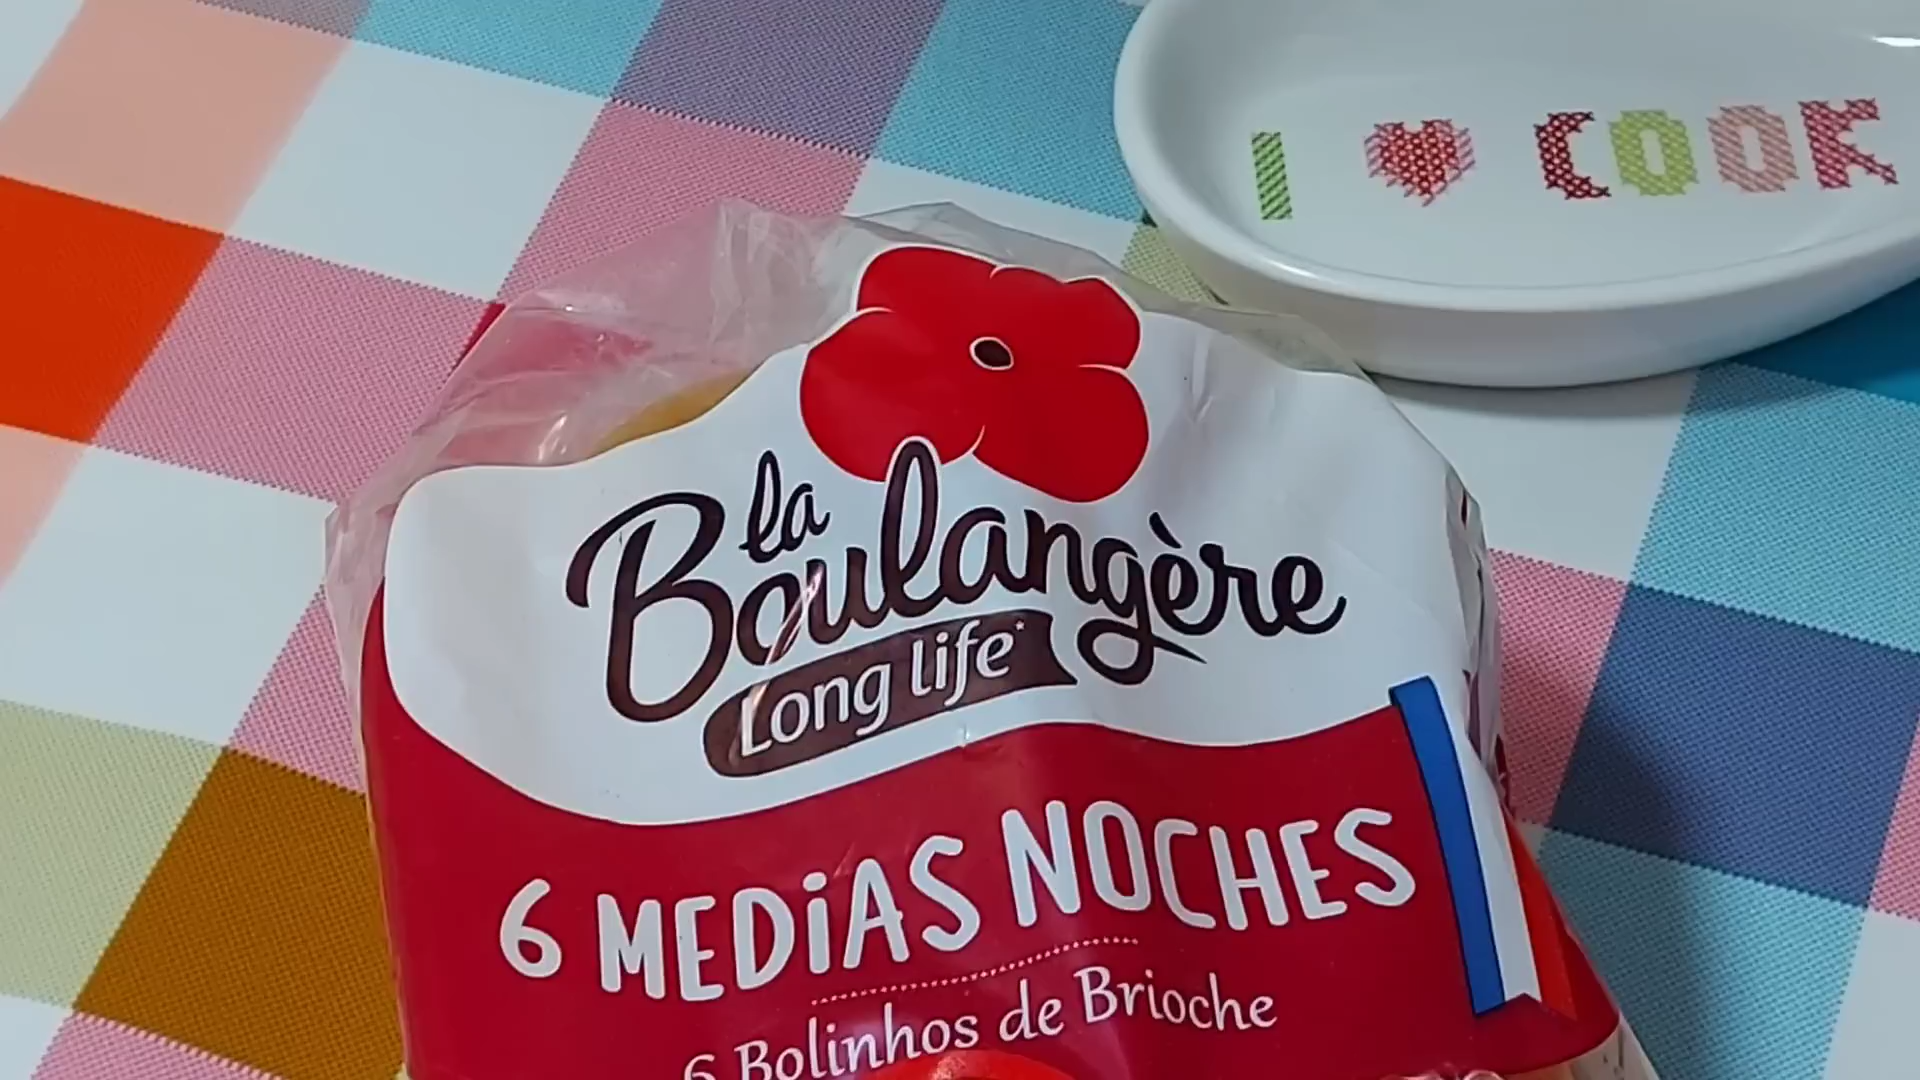 I ♥ COOK
la
Boulangère
Long life*
6 MEDiAS NOCHES
6 Bolinhos de Brioche